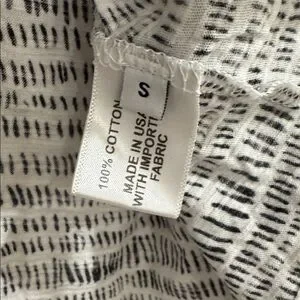 S
100% COTTON
MADE IN USA
WITH IMPORT
FABRIC